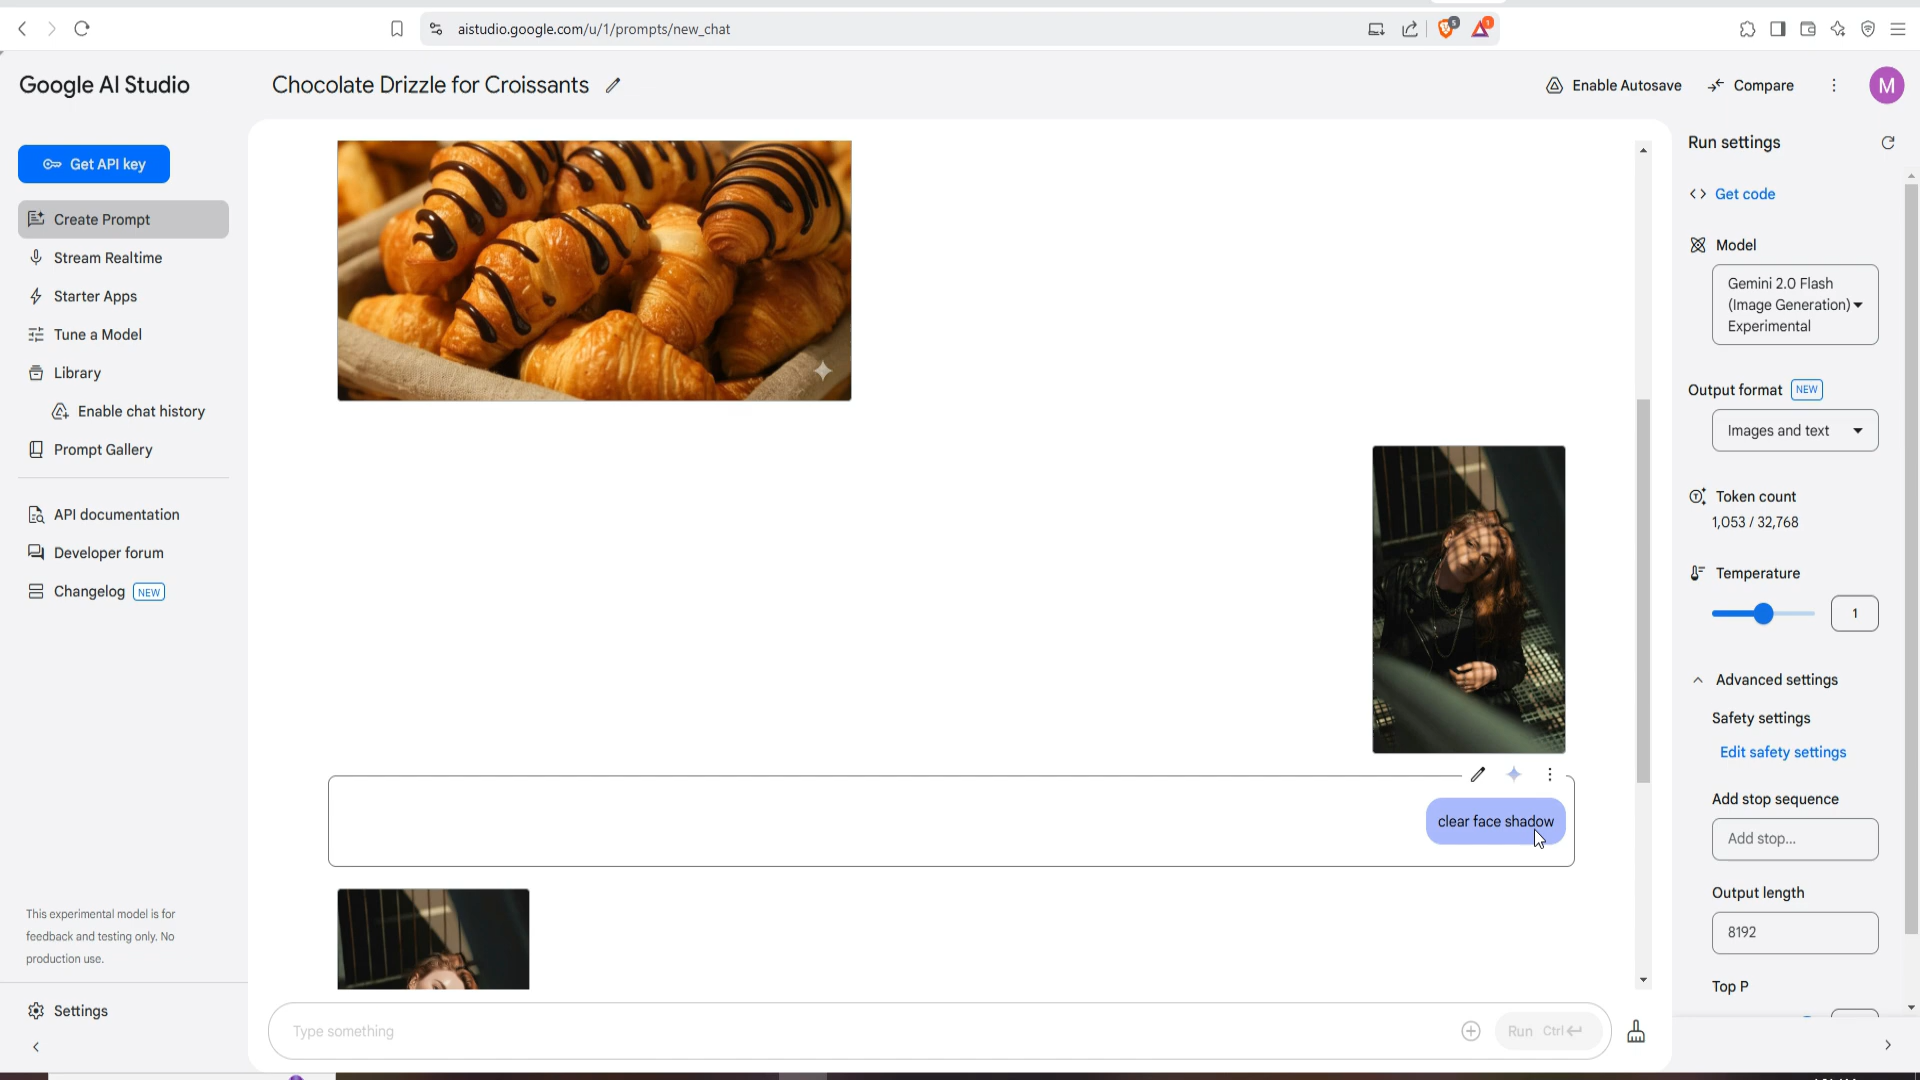 aistudio.google.com/u/1/prompts/new_chat
5
1
Google AI Studio
Chocolate Drizzle for Croissants
Enable Autosave
Compare
M
Get API key
Create Prompt
Stream Realtime
Starter Apps
Tune a Model
Library
Enable chat history
Prompt Gallery
API documentation
Developer forum
Changelog NEW
This experimental model is for
feedback and testing only. No
production use.
Settings
clear face shadow
Type something
Run Ctrl
Run settings
Get code
Model
Gemini 2.0 Flash
(Image Generation)
Experimental
Output format NEW
Images and text
Token count
1,053 / 32,768
Temperature
1
Advanced settings
Safety settings
Edit safety settings
Add stop sequence
Add stop...
Output length
8192
Top P